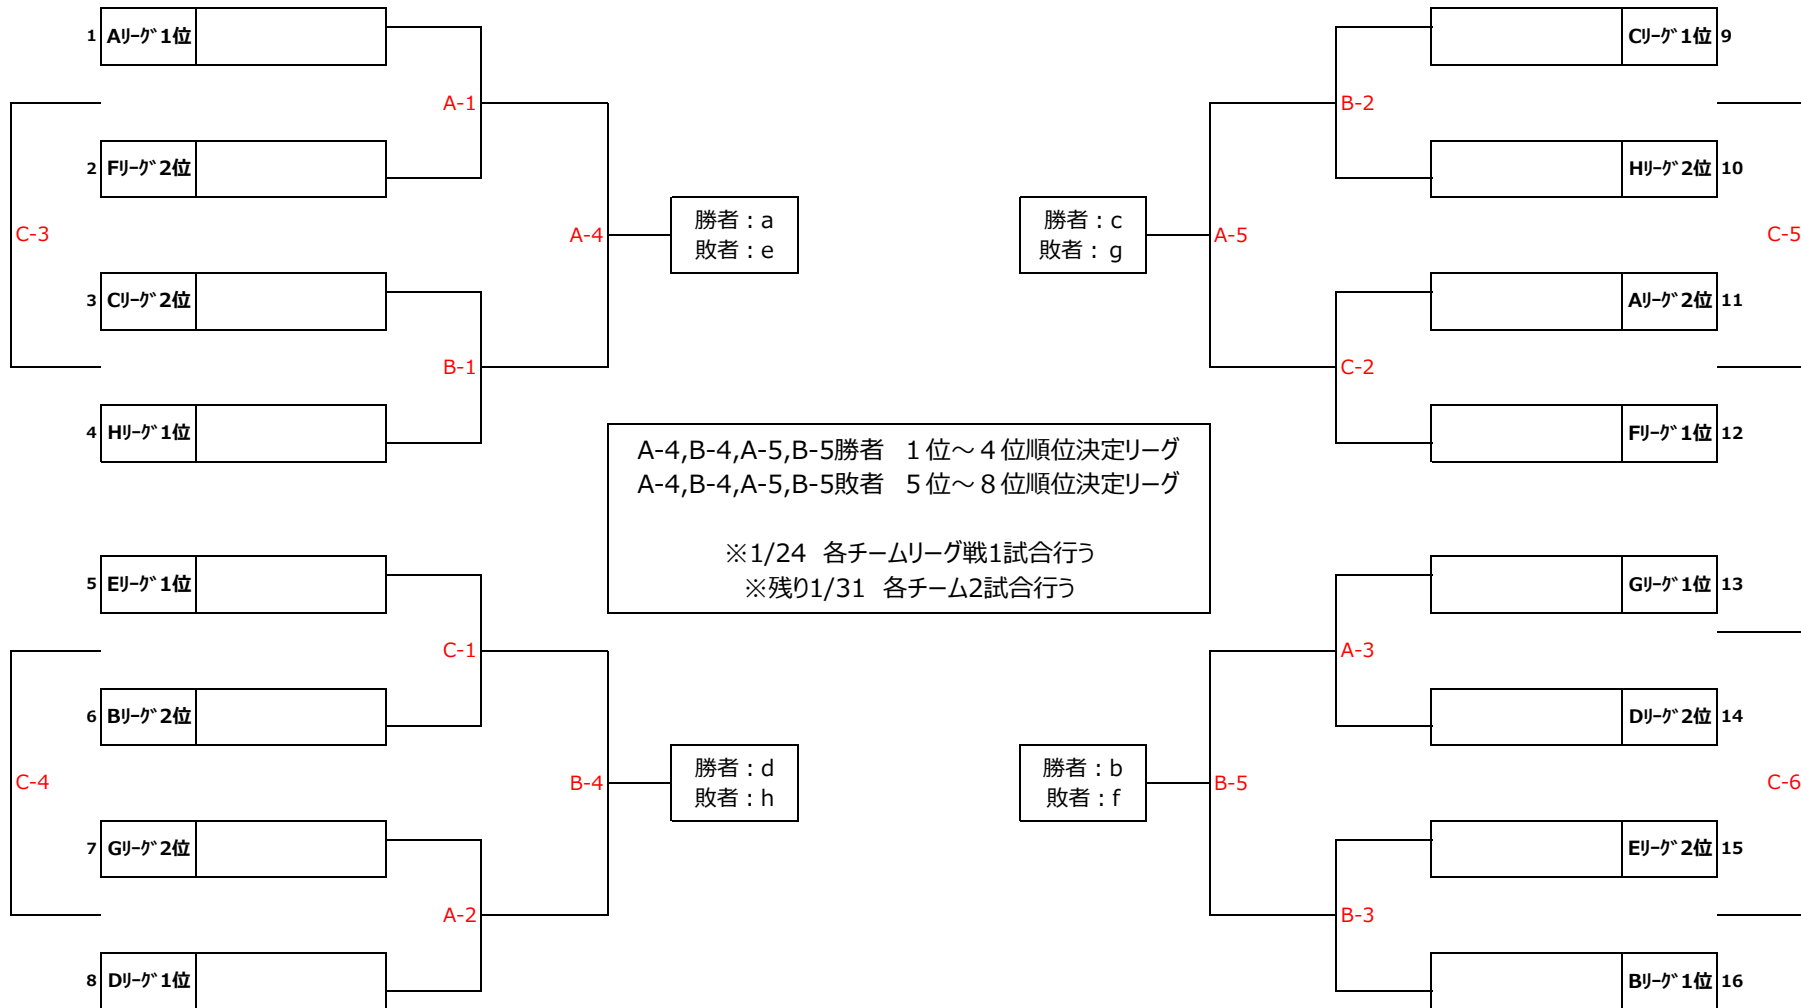 1 Aリーグ 1位
A-1
2 Fリーグ 2位
C-3
A-4
勝者：a
敗者：e
3 Cリーグ 2位
B-1
4 Hリーグ 1位
Cリーグ 1位 9
B-2
Hリーグ 2位 10
勝者：c
敗者：g
A-5
C-5
Aリーグ 2位 11
C-2
Fリーグ 1位 12
A-4,B-4,A-5,B-5勝者 １位～４位順位決定リーグ
A-4,B-4,A-5,B-5敗者 ５位～８位順位決定リーグ
※1/24 各チームリーグ戦1試合行う
※残り1/31 各チーム2試合行う
5 Eリーグ 1位
C-1
6 Bリーグ 2位
C-4
B-4
勝者：d
敗者：h
7 Gリーグ 2位
A-2
8 Dリーグ 1位
Gリーグ 1位 13
A-3
Dリーグ 2位 14
勝者：b
敗者：f
B-5
C-6
Eリーグ 2位 15
B-3
Bリーグ 1位 16